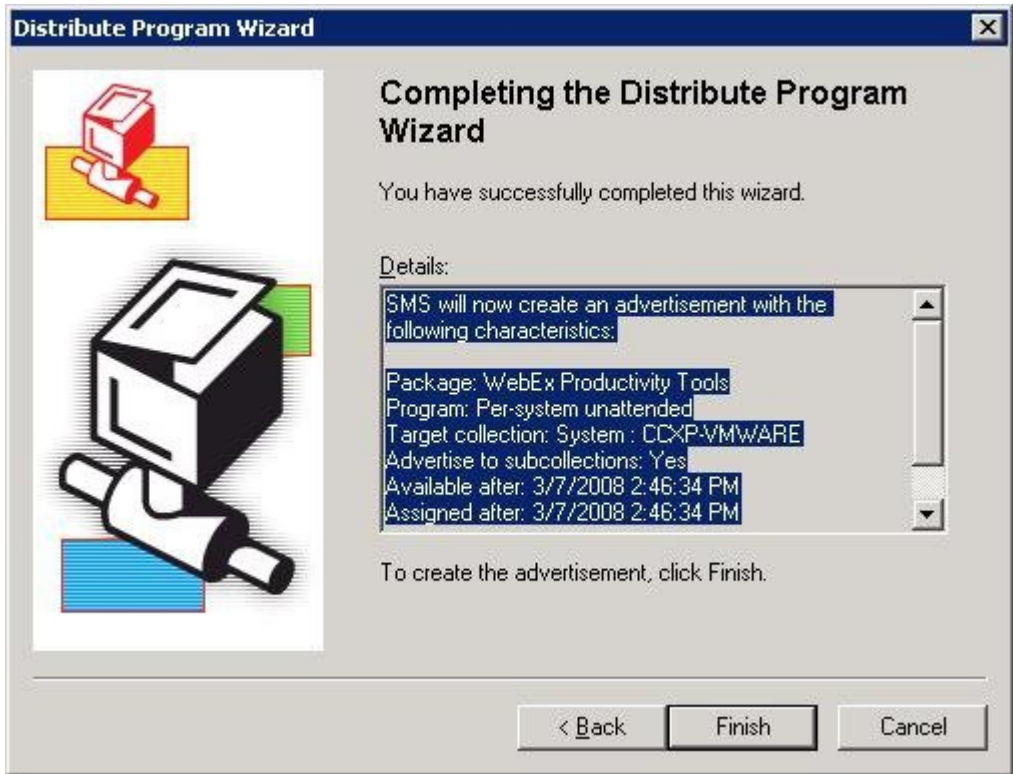 Distribute Program Wizard
Completing the Distribute Program
Wizard
You have successfully completed this wizard.
Details:
SMS will now create an advertisement with the
following characteristics:
Package: WebEx Productivity Tools
Program: Per-system unattended
Target collection: System : CCXP-VMWARE
Advertise to subcollections: Yes
Available after: 3/7/2008 2:46:34 PM
Assigned after: 3/7/2008 2:46:34 PM
To create the advertisement, click Finish.
< Back Finish Cancel